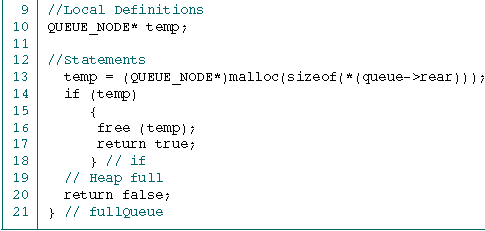 9 //Local Definitions
10 QUEUE_NODE* temp;
11
12 //Statements
13 temp = (QUEUE_NODE*)malloc(sizeof(*(queue->rear)));
14 if (temp)
15 {
16 free (temp);
17 return true;
18 } // if
19 // Heap full
20 return false;
21 } // fullQueue